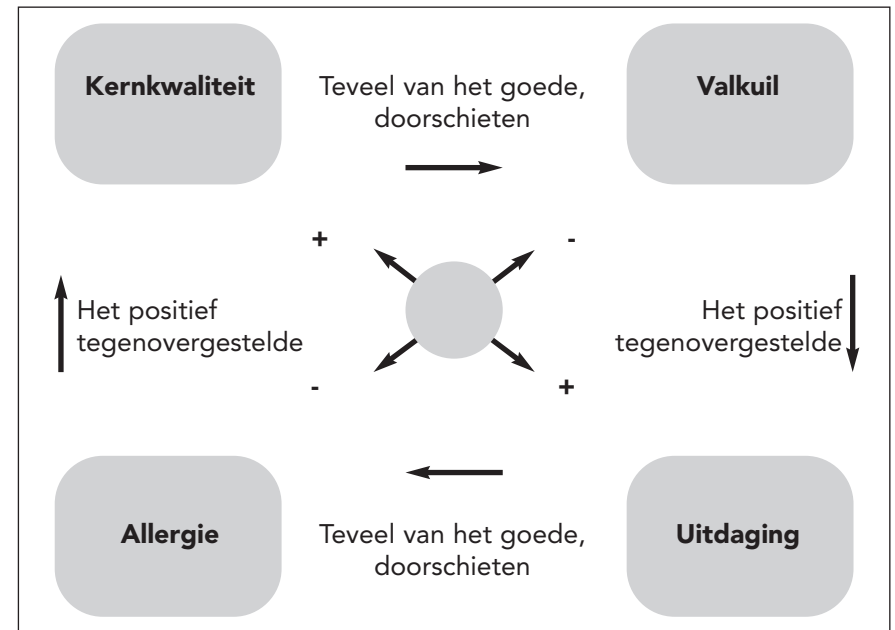 Kernkwaliteit
Teveel van het goede,
doorschieten
Valkuil
+
-
Het positief
tegenovergestelde
Het positief
tegenovergestelde
-
+
Allergie
Teveel van het goede,
doorschieten
Uitdaging